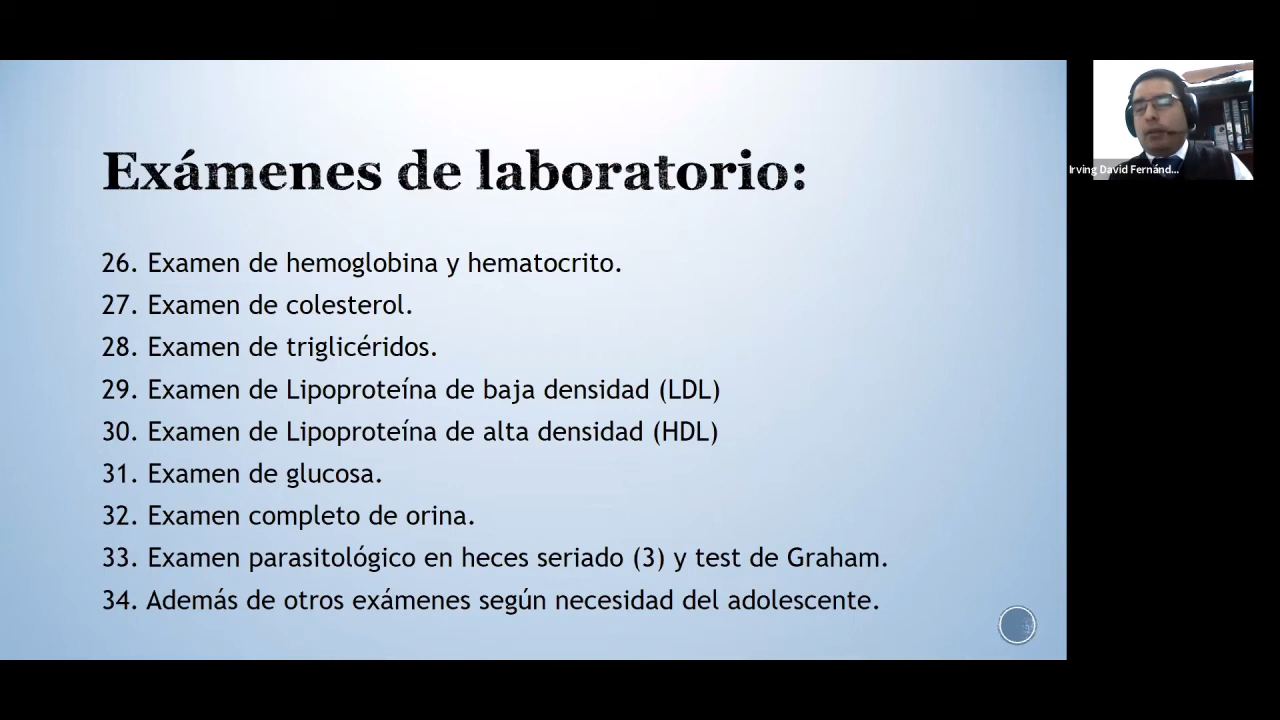 Exámenes de laboratorio:
26. Examen de hemoglobina y hematocrito.
27. Examen de colesterol.
28. Examen de triglicéridos.
29. Examen de Lipoproteína de baja densidad (LDL)
30. Examen de Lipoproteína de alta densidad (HDL)
31. Examen de glucosa.
32. Examen completo de orina.
33. Examen parasitológico en heces seriado (3) y test de Graham.
34. Además de otros exámenes según necesidad del adolescente.
Irving David Fernánd...